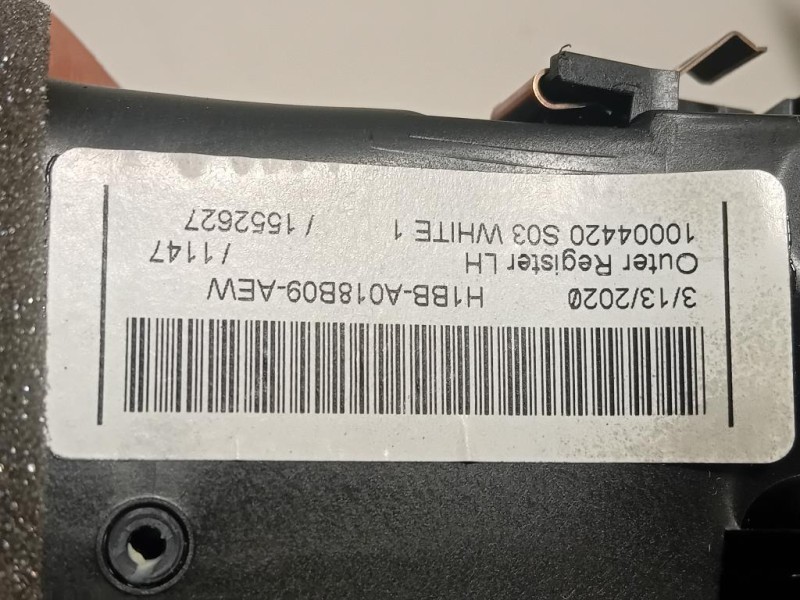 3/13/2020 H1BB-A018B09-AEW
Outer Register LH / 1147
10004420 S03 WHITE 1 / 1552627